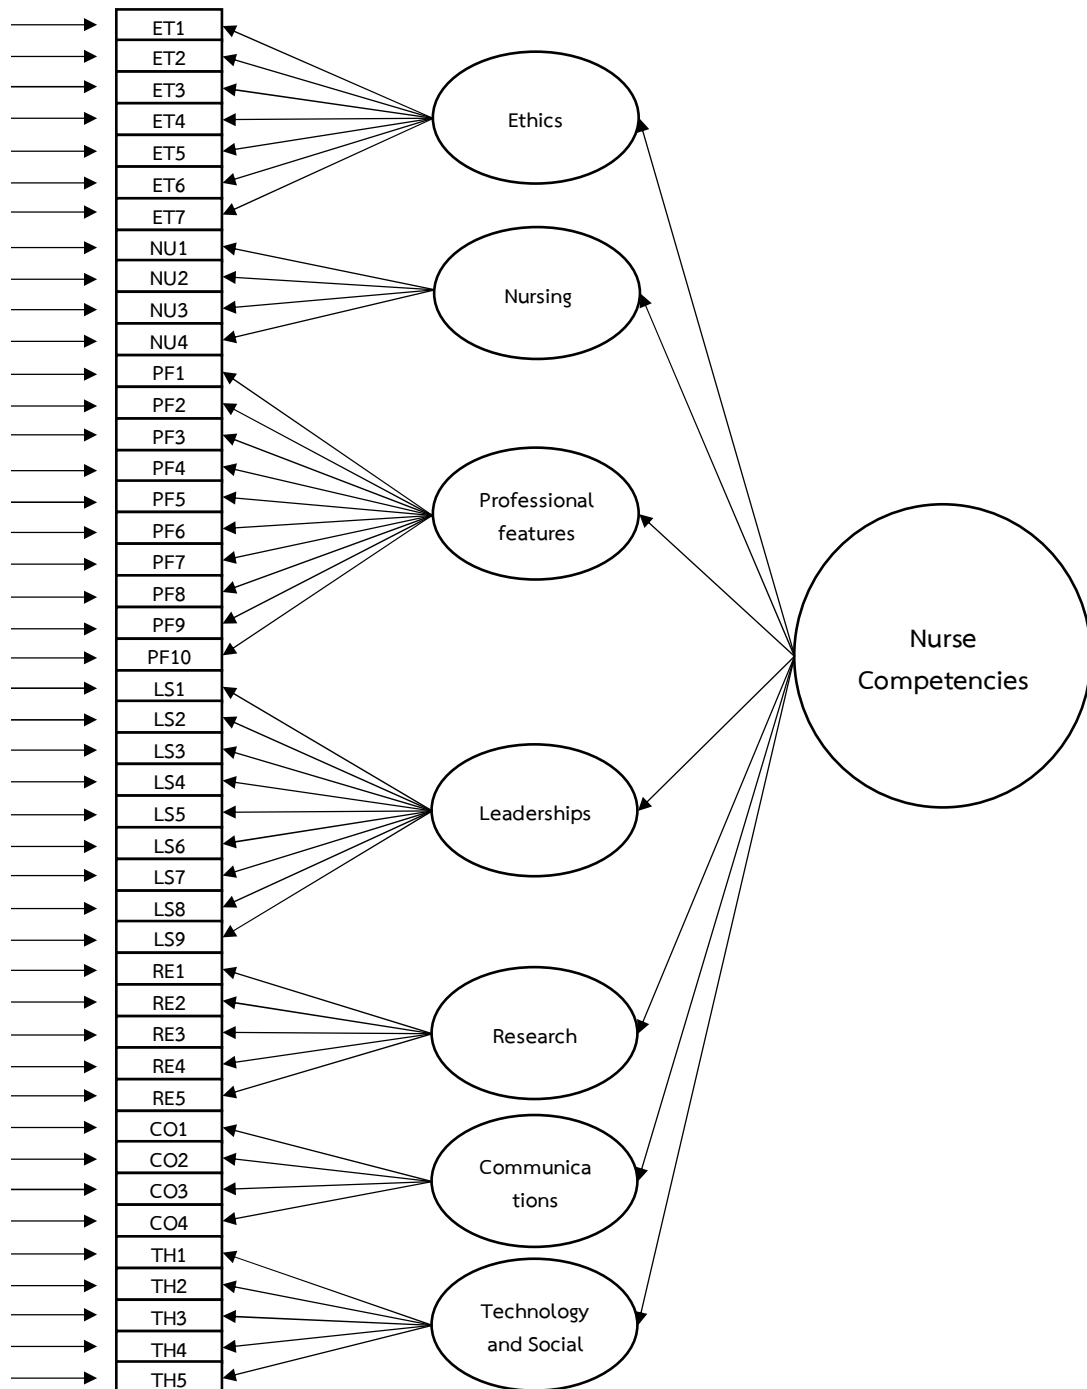 ET1
ET2
ET3
ET4
ET5
ET6
ET7
NU1
NU2
NU3
NU4
PF1
PF2
PF3
PF4
PF5
PF6
PF7
PF8
PF9
PF10
LS1
LS2
LS3
LS4
LS5
LS6
LS7
LS8
LS9
RE1
RE2
RE3
RE4
RE5
CO1
CO2
CO3
CO4
TH1
TH2
TH3
TH4
TH5
Ethics
Nursing
Professional
features
Leaderships
Research
Communica
tions
Technology
and Social
Nurse
Competencies